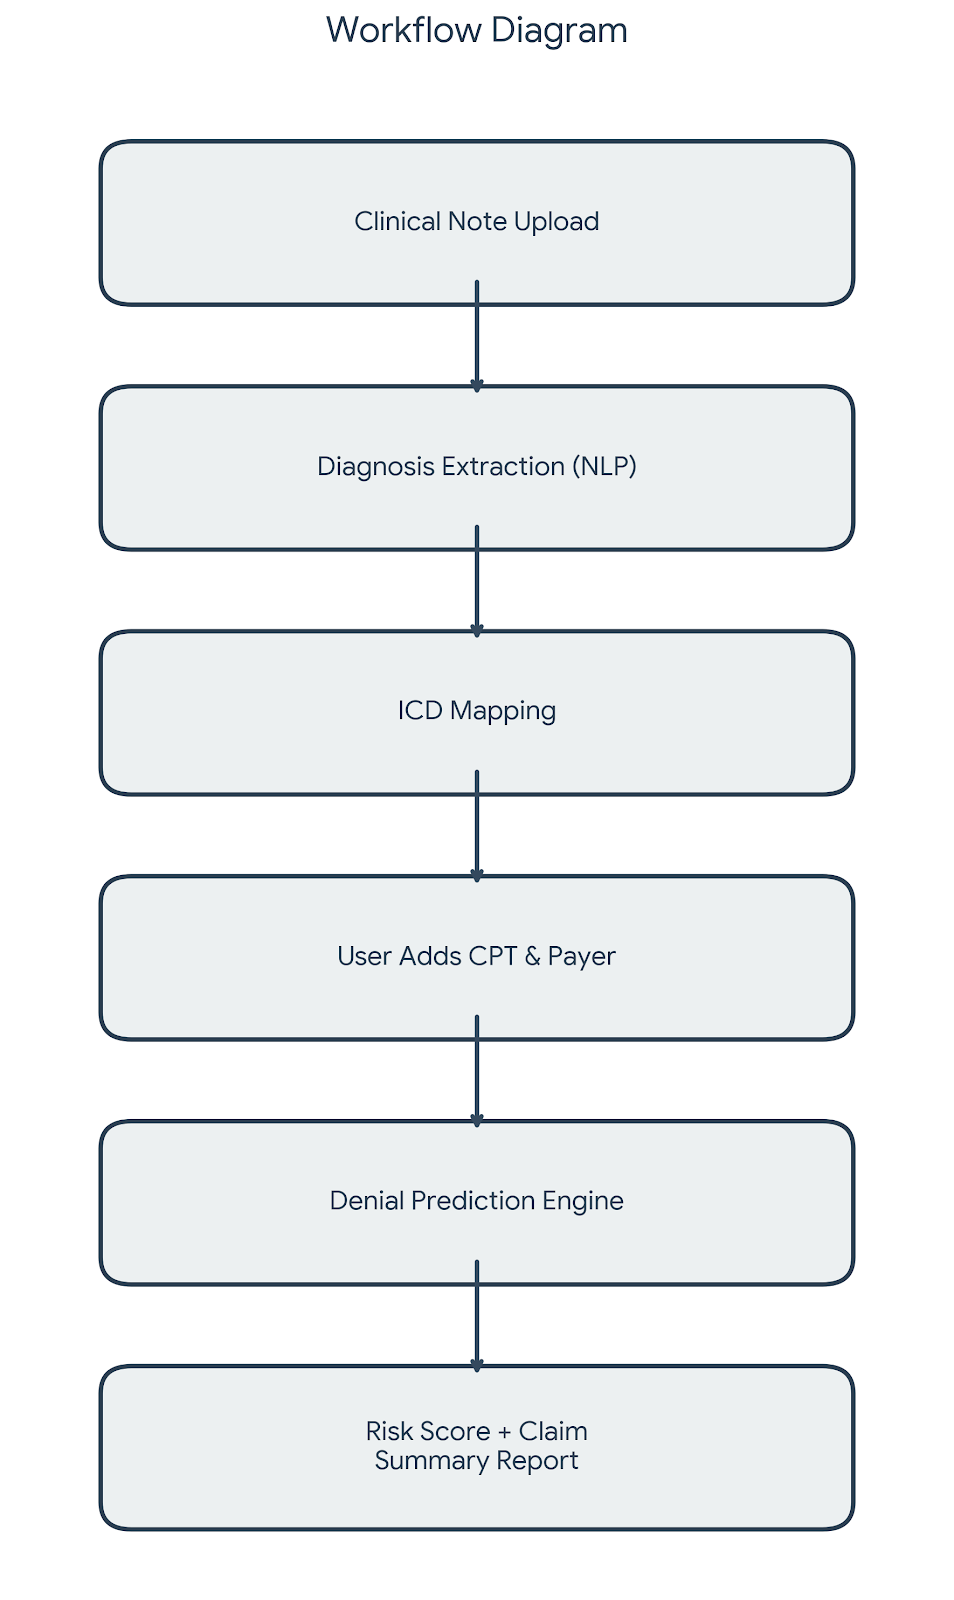 Workflow Diagram
Clinical Note Upload
Diagnosis Extraction (NLP)
ICD Mapping
User Adds CPT & Payer
Denial Prediction Engine
Risk Score + Claim
Summary Report